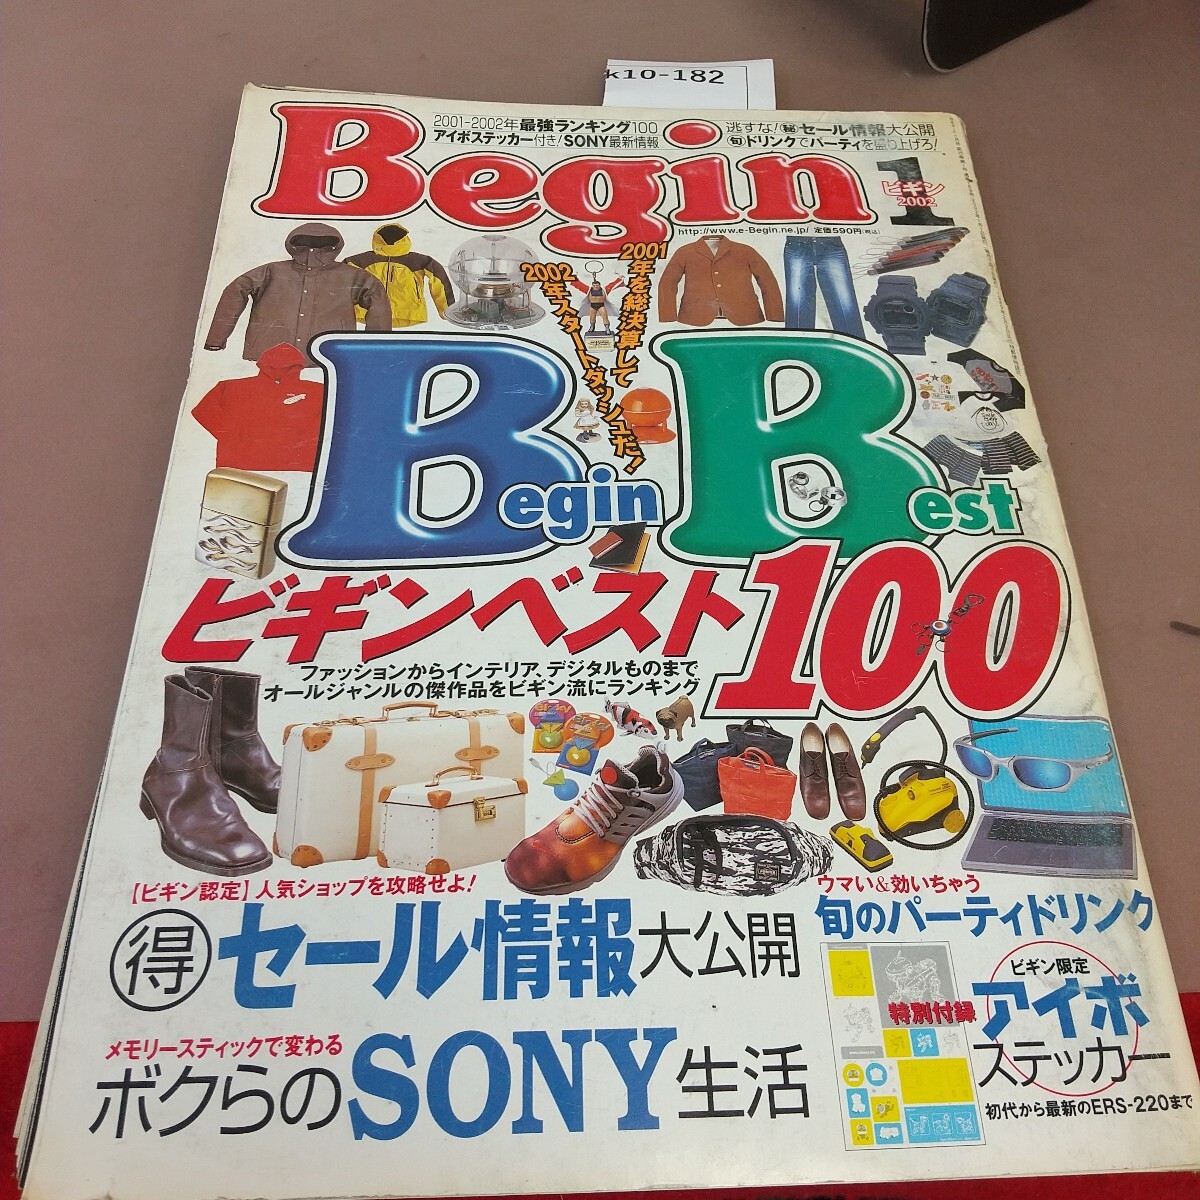 k10-182
2001-2002年最強ランキング100
アイボステッカー付き!SONY最新情報
逃すな!㊙セール情報大公開
旬ドリンクでパーティを盛り上げろ!
Begin
1
ビギン
2002
http://www.e-Begin.ne.jp/ 定価590円(税込)
2001年を総決算して
2002年スタートダッシュだ!
Begin Best
ビギンベスト100
ファッションからインテリア、デジタルものまで
オールジャンルの傑作品をビギン流にランキング
【ビギン認定】人気ショップを攻略せよ!
得セール情報大公開
メモリースティックで変わる
ボクらのSONY生活
ウマい&効いちゃう
旬のパーティドリンク
特別付録
ビギン限定
アイボ
ステッカー
初代から最新のERS-220まで